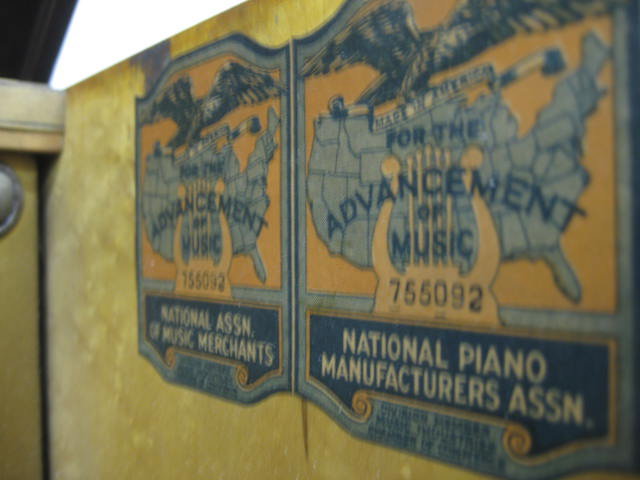 FOR THE
ADVANCEMENT
OF
MUSIC
755092
NATIONAL ASSN.
OF MUSIC MERCHANTS
MADE IN AMERICA
FOR THE
ADVANCEMENT
OF
MUSIC
755092
NATIONAL PIANO
MANUFACTURERS ASSN.